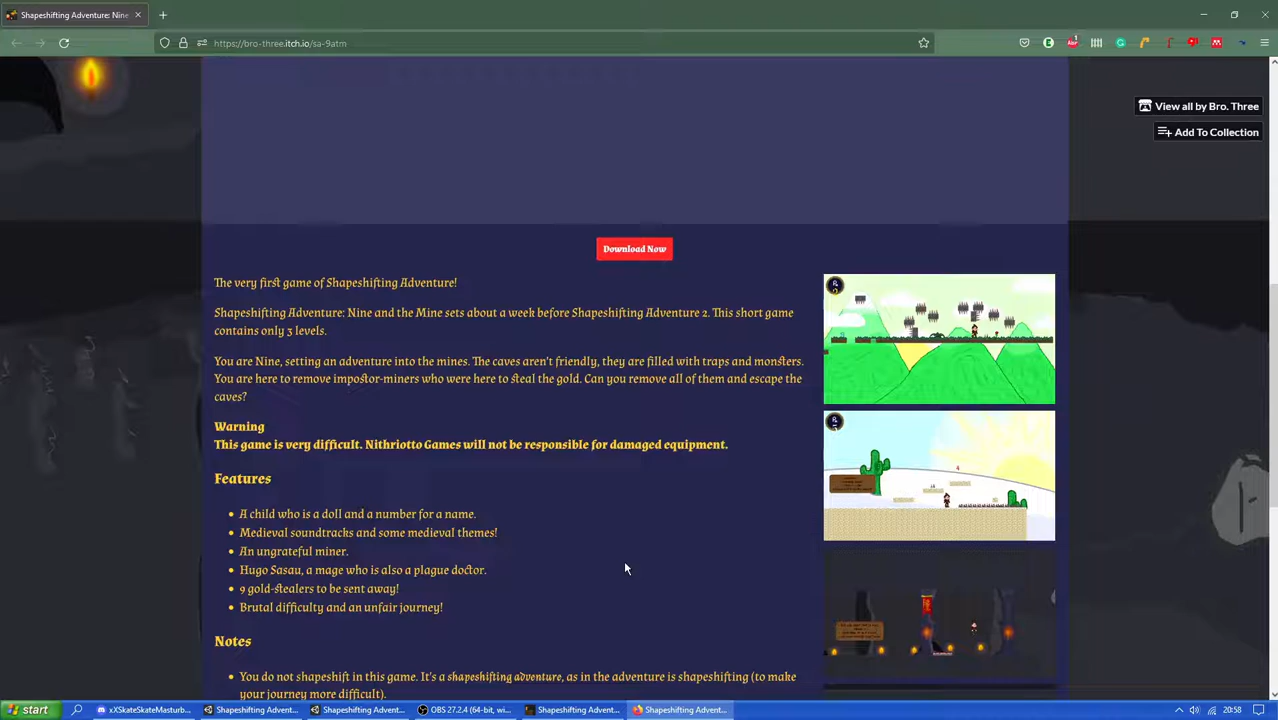 Shapeshifting Adventure: Nine
https://bro-three.itch.io/sa-9atm
View all by Bro. Three
Add To Collection
Download Now
The very first game of Shapeshifting Adventure!
Shapeshifting Adventure: Nine and the Mine sets about a week before Shapeshifting Adventure 2. This short game
contains only 3 levels.
You are Nine, setting an adventure into the mines. The caves aren't friendly, they are filled with traps and monsters.
You are here to remove impostor-miners who were here to steal the gold. Can you remove all of them and escape the
caves?
Warning
This game is very difficult. Nithriotto Games will not be responsible for damaged equipment.
Features
A child who is a doll and a number for a name.
Medieval soundtracks and some medieval themes!
An ungrateful miner.
Hugo Sasau, a mage who is also a plague doctor.
9 gold-stealers to be sent away!
Brutal difficulty and an unfair journey!
Notes
You do not shapeshift in this game. It's a shapeshifting adventure, as in the adventure is shapeshifting (to make
your journey more difficult).
start
xXSkateSkateMasturb...
Shapeshifting Advent...
Shapeshifting Advent...
OBS 27.2.4 (64-bit, w...
Shapeshifting Advent...
Shapeshifting Advent...
20:58